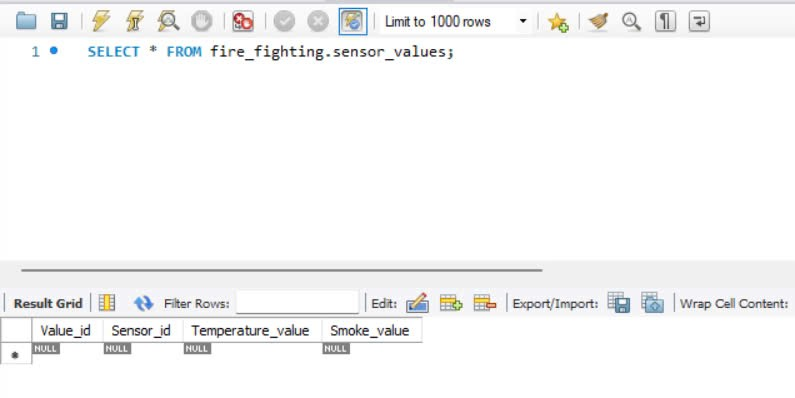 Limit to 1000 rows
1 SELECT * FROM fire_fighting.sensor_values;
Result Grid Filter Rows: Edit: Export/Import: Wrap Cell Content:
Value_id Sensor_id Temperature_value Smoke_value
* NULL NULL NULL NULL